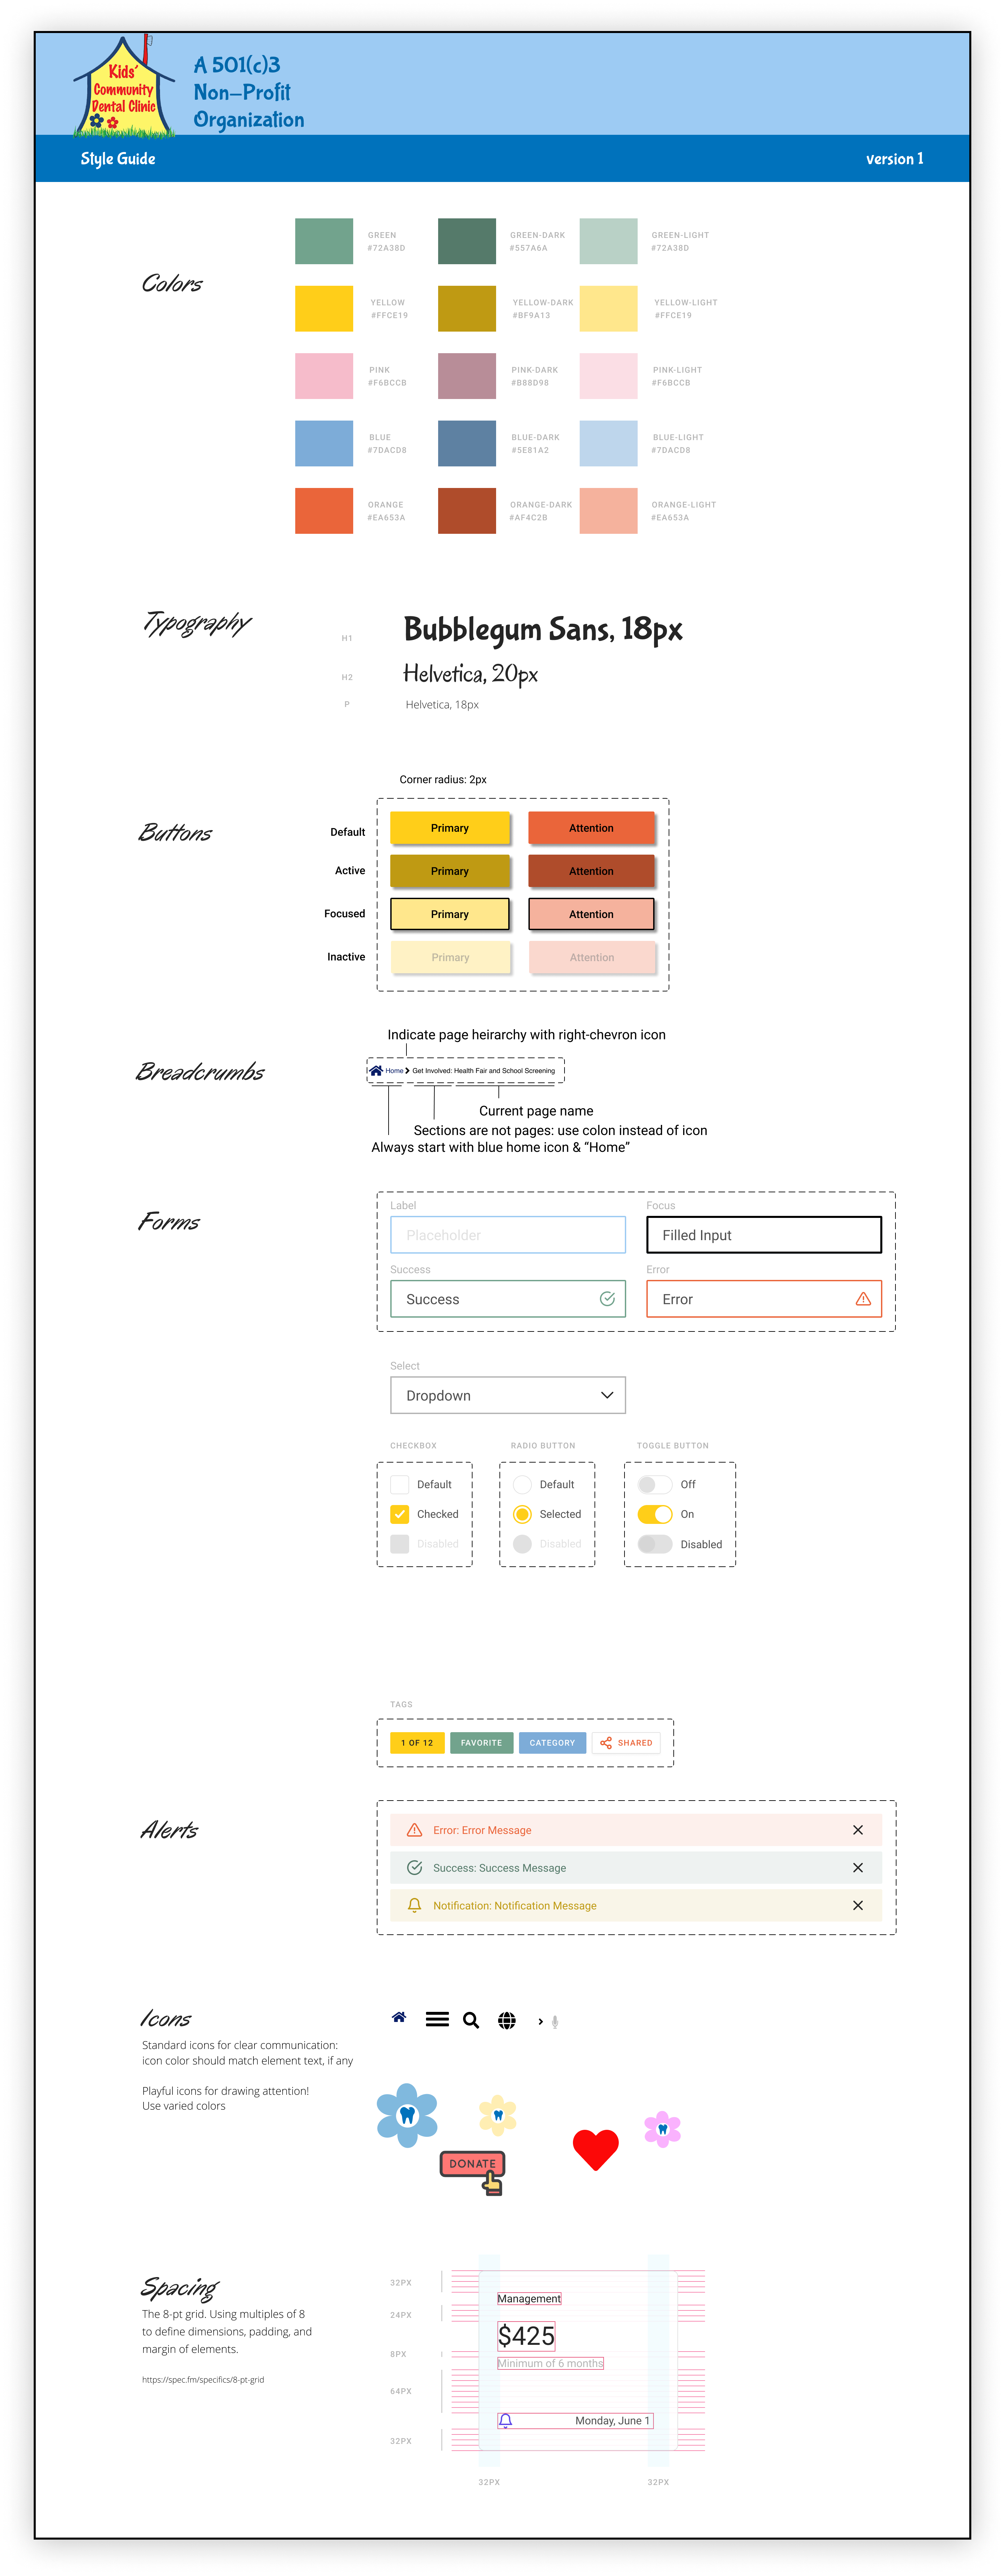 Kids'
Community
Dental Clinic
A 501(c)3
Non-Profit
Organization
Style Guide
version 1
Colors
GREEN
#72A38D
GREEN-DARK
#557A6A
GREEN-LIGHT
#72A38D
YELLOW
#FFCE19
YELLOW-DARK
#BF9A13
YELLOW-LIGHT
#FFCE19
PINK
#F6BCCB
PINK-DARK
#B88D98
PINK-LIGHT
#F6BCCB
BLUE
#7DACD8
BLUE-DARK
#5E81A2
BLUE-LIGHT
#7DACD8
ORANGE
#EA653A
ORANGE-DARK
#AF4C2B
ORANGE-LIGHT
#EA653A
Typography
H1
Bubblegum Sans, 18px
H2
Helvetica, 20px
P
Helvetica, 18px
Buttons
Corner radius: 2px
Default
Primary
Attention
Active
Primary
Attention
Focused
Primary
Attention
Inactive
Primary
Attention
Breadcrumbs
Indicate page heirarchy with right-chevron icon
Home
Get Involved: Health Fair and School Screening
Current page name
Sections are not pages: use colon instead of icon
Always start with blue home icon & “Home”
Forms
Label
Placeholder
Focus
Filled Input
Success
Success
Error
Error
Select
Dropdown
CHECKBOX
Default
Checked
Disabled
RADIO BUTTON
Default
Selected
Disabled
TOGGLE BUTTON
Off
On
Disabled
TAGS
1 OF 12
FAVORITE
CATEGORY
SHARED
Alerts
Error: Error Message
Success: Success Message
Notification: Notification Message
Icons
Standard icons for clear communication:
icon color should match element text, if any
Playful icons for drawing attention!
Use varied colors
DONATE
Spacing
The 8-pt grid. Using multiples of 8
to define dimensions, padding, and
margin of elements.
https://spec.fm/specifics/8-pt-grid
32PX
24PX
8PX
64PX
32PX
Management
$425
Minimum of 6 months
Monday, June 1
32PX
32PX